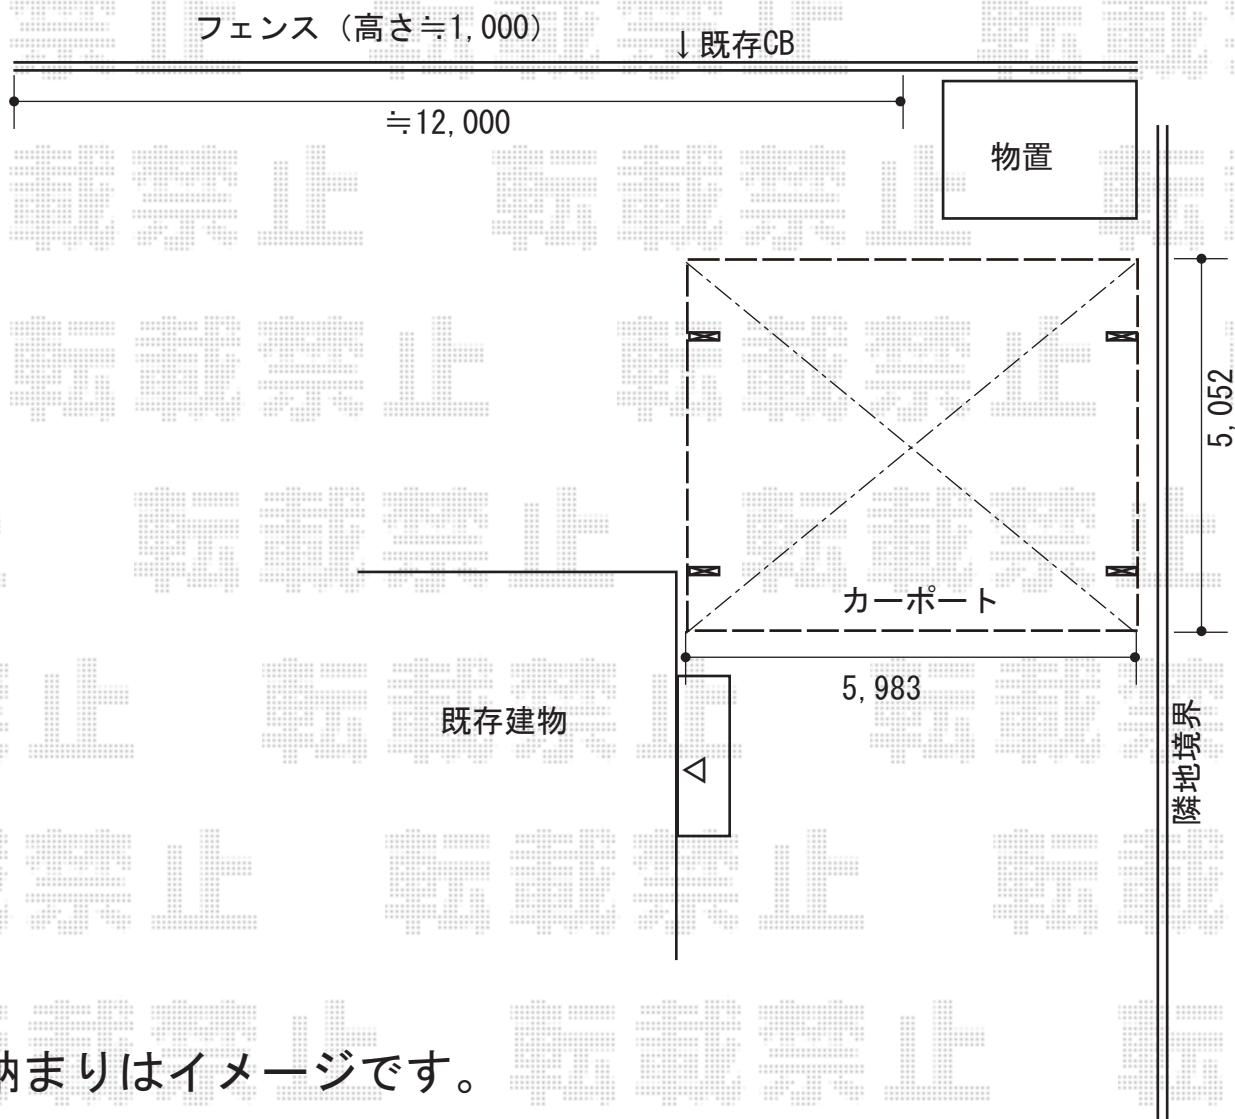 フェンス（高さ≒1,000）
↓既存CB
≒12,000
物置
5,052
カーポート
5,983
既存建物
隣地境界
納まりはイメージです。
転載禁止